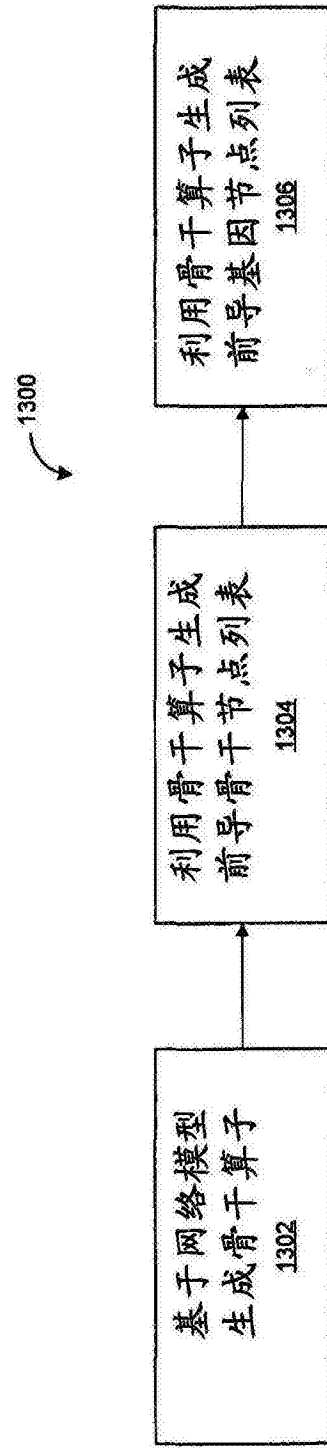 1300
基于网络模型
生成骨干算子
1302
利用骨干算子生成
前导骨干节点列表
1304
利用骨干算子生成
前导基因节点列表
1306